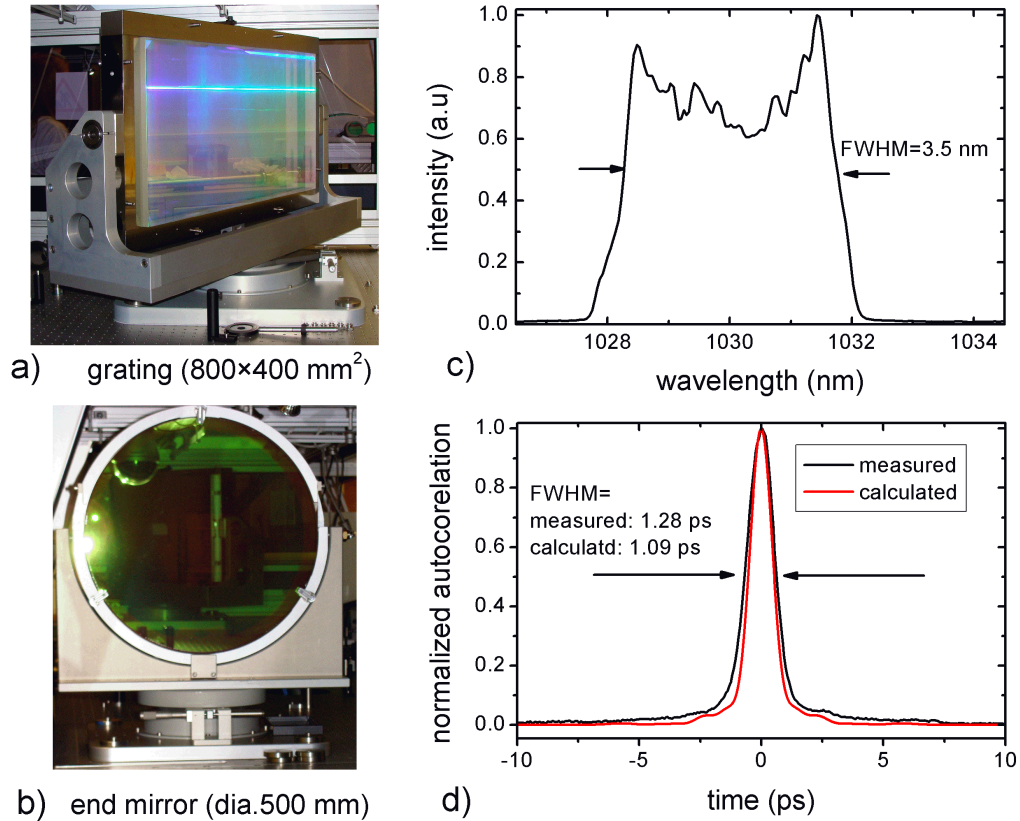 a) grating (800×400 mm²)
b) end mirror (dia.500 mm)
intensity (a.u)
1.0
0.8
0.6
0.4
0.2
0.0
FWHM=3.5 nm
1028
1030
1032
1034
c)
wavelength (nm)
normalized autocorelation
1.0
0.8
0.6
0.4
0.2
0.0
measured
calculated
FWHM=
measured: 1.28 ps
calculatd: 1.09 ps
-10
-5
0
5
10
d)
time (ps)